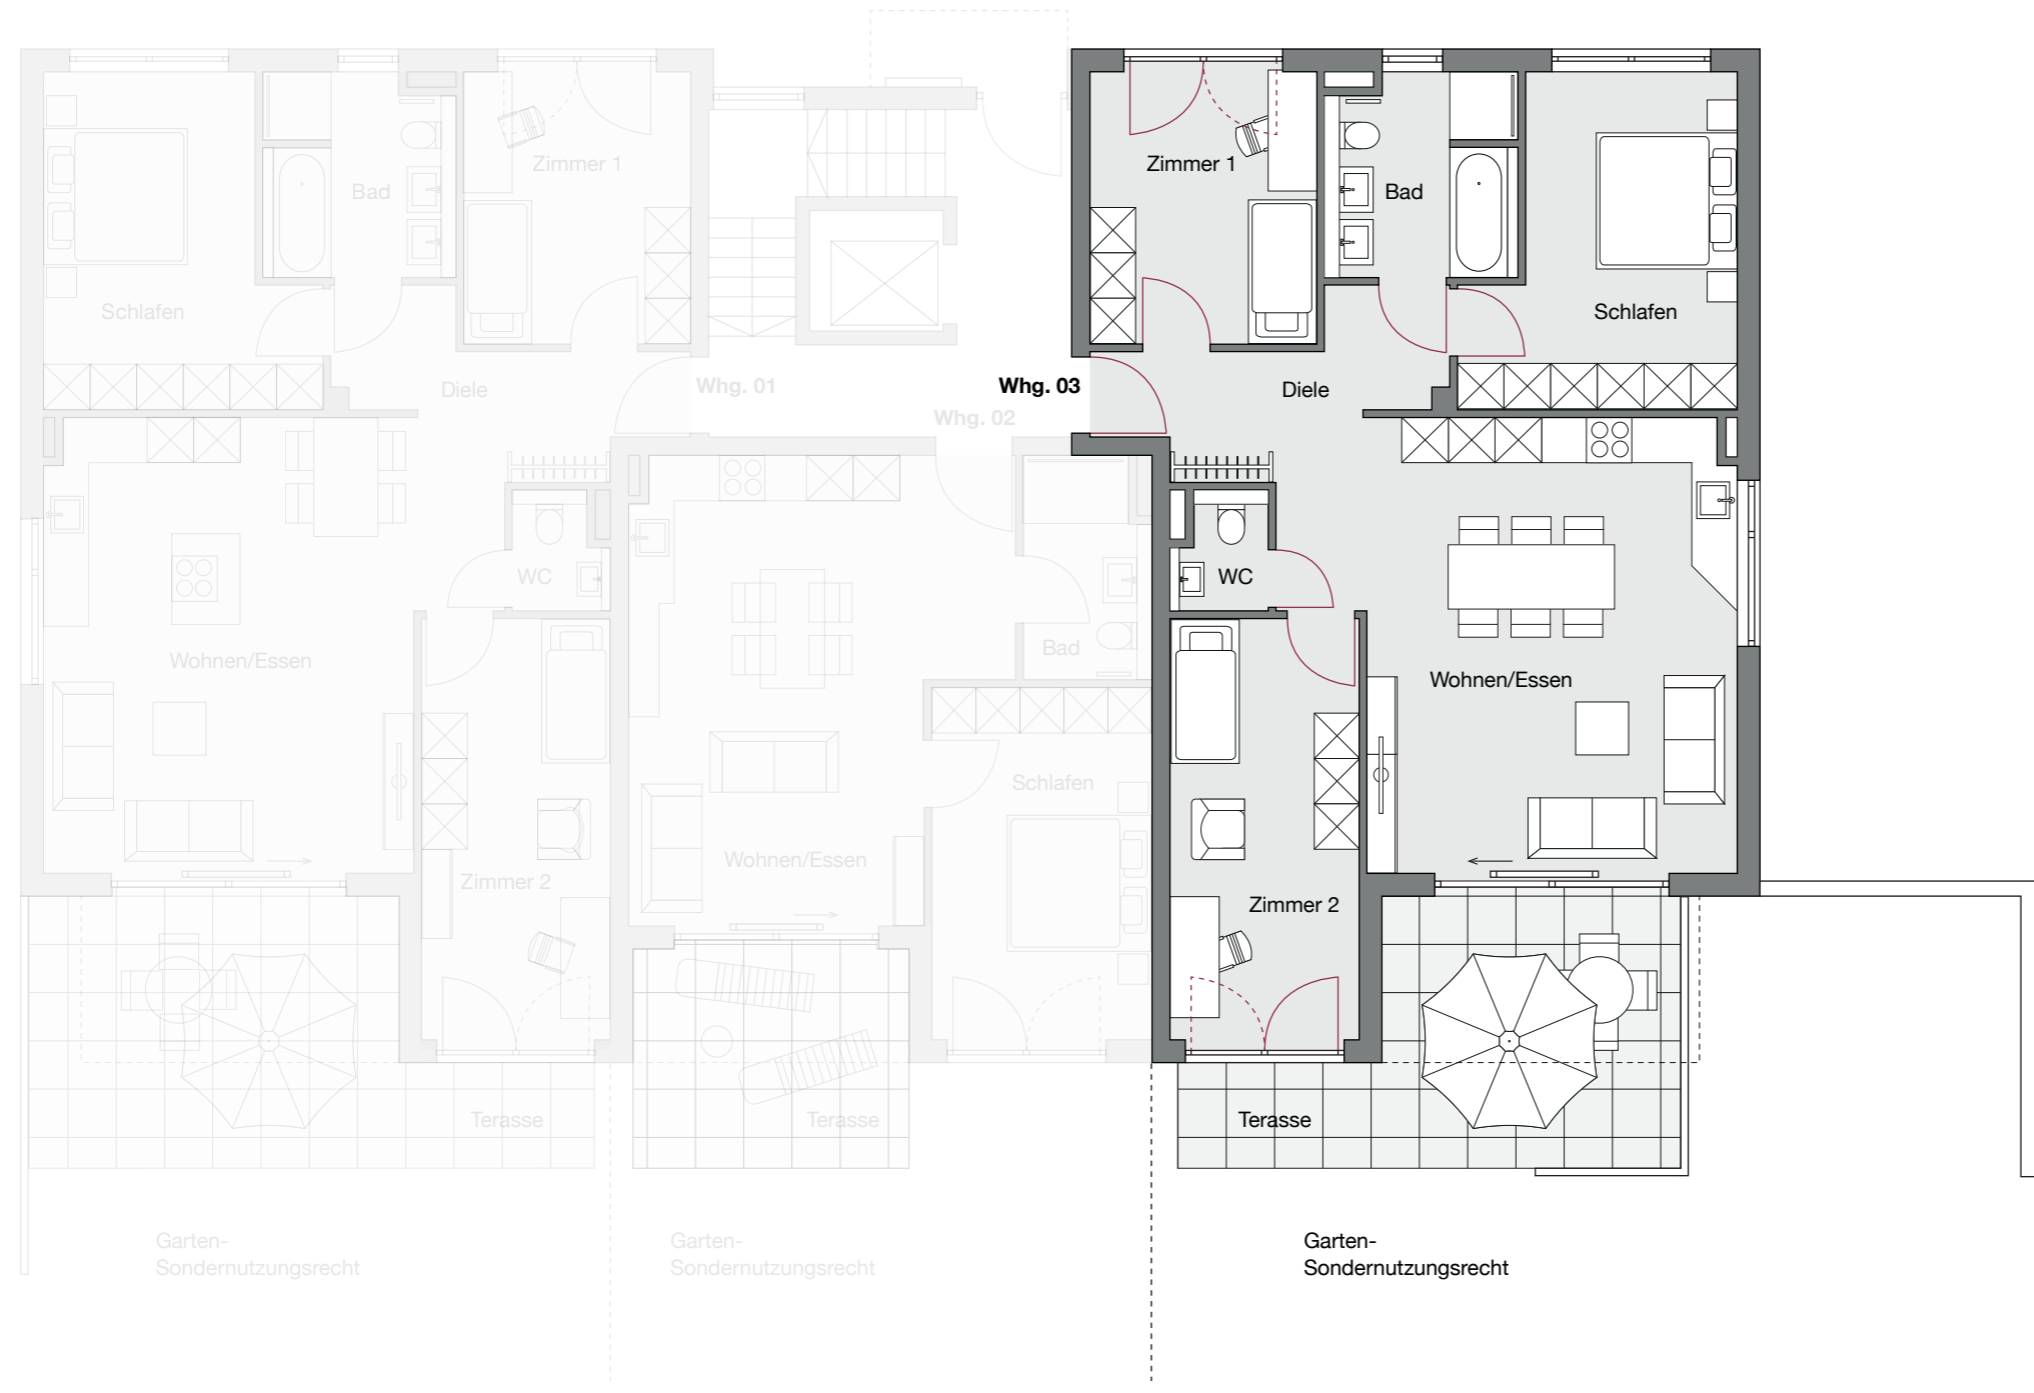 Zimmer 1
Zimmer 1
Bad
Bad
Schlafen
Schlafen
Diele
Whg. 01
Whg. 02
Whg. 03
Diele
WC
WC
Wohnen/Essen
Bad
Wohnen/Essen
Schlafen
Wohnen/Essen
Zimmer 2
Zimmer 2
Terasse
Terasse
Terasse
Garten-
Sondernutzungsrecht
Garten-
Sondernutzungsrecht
Garten-
Sondernutzungsrecht